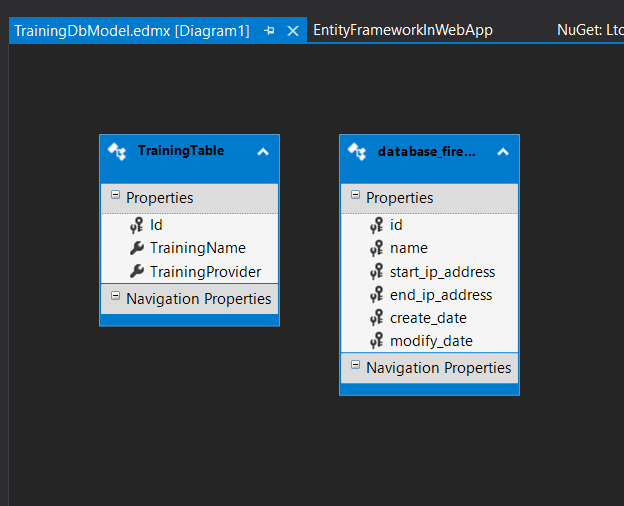 TrainingDbModel.edmx [Diagram1]
EntityFrameworkInWebApp
NuGet: Ltc
TrainingTable
Properties
Id
TrainingName
TrainingProvider
Navigation Properties
database_fire...
Properties
id
name
start_ip_address
end_ip_address
create_date
modify_date
Navigation Properties